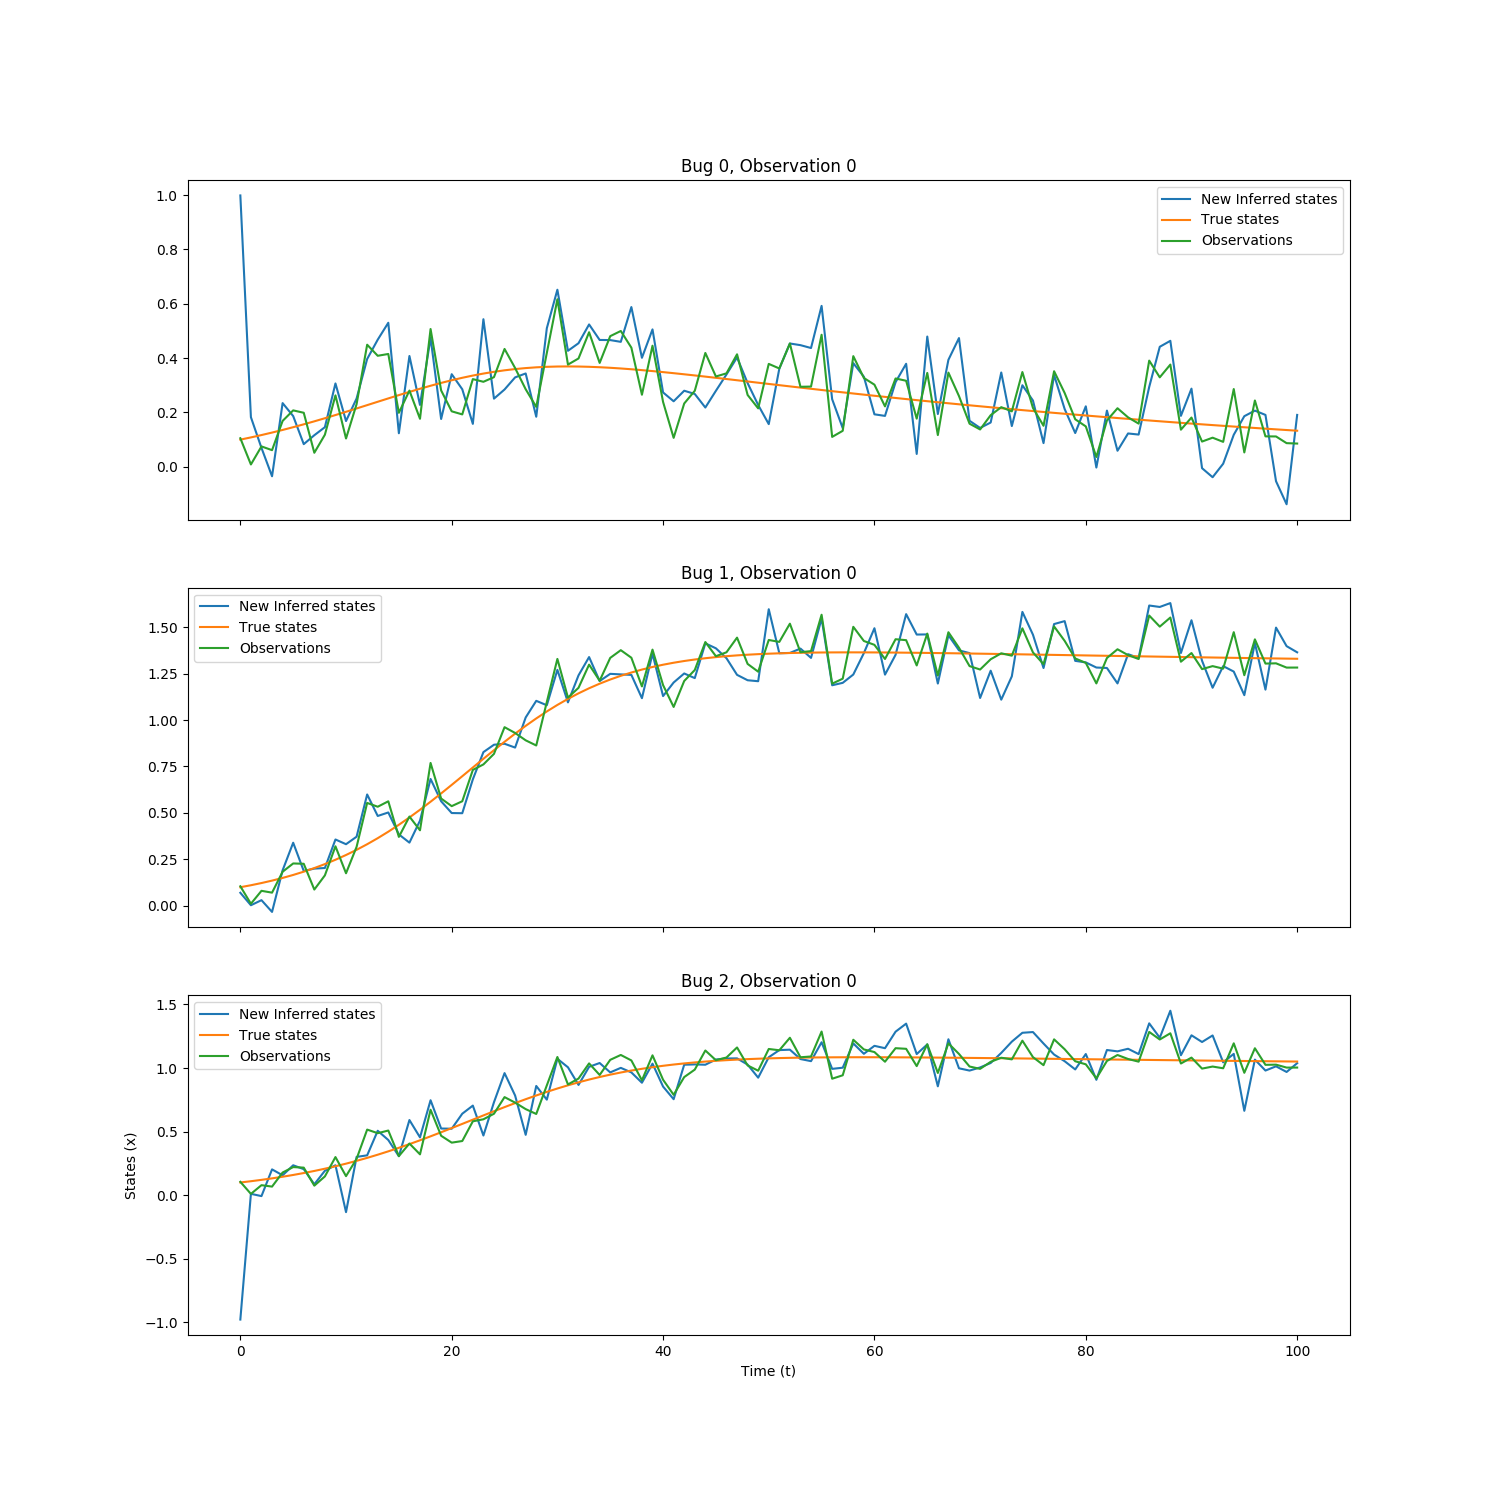 Bug 0, Observation 0
1.0
0.8
0.6
0.4
0.2
0.0
New Inferred states
True states
Observations
Bug 1, Observation 0
1.50
1.25
1.00
0.75
0.50
0.25
0.00
New Inferred states
True states
Observations
Bug 2, Observation 0
1.5
1.0
0.5
0.0
−0.5
−1.0
New Inferred states
True states
Observations
States (x)
0 20 40 60 80 100
Time (t)